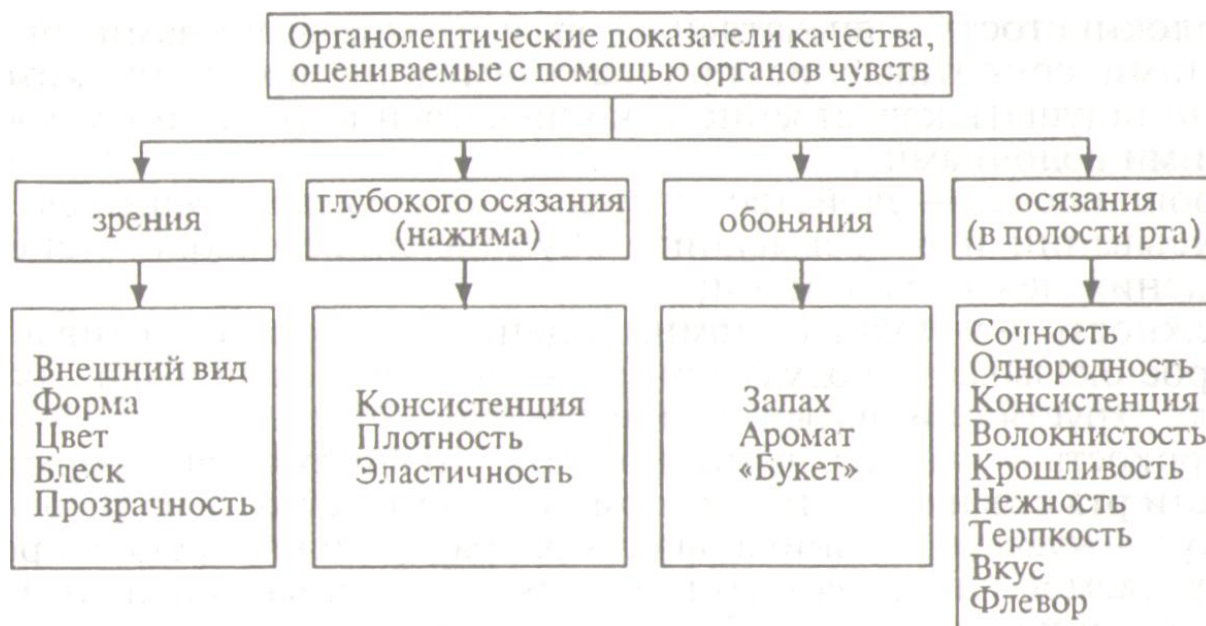 Органолептические показатели качества,
оцениваемые с помощью органов чувств
зрения
глубокого осязания
(нажима)
обоняния
осязания
(в полости рта)
Внешний вид
Форма
Цвет
Блеск
Прозрачность
Консистенция
Плотность
Эластичность
Запах
Аромат
«Букет»
Сочность
Однородность
Консистенция
Волокнистость
Крошливость
Нежность
Терпкость
Вкус
Флевор